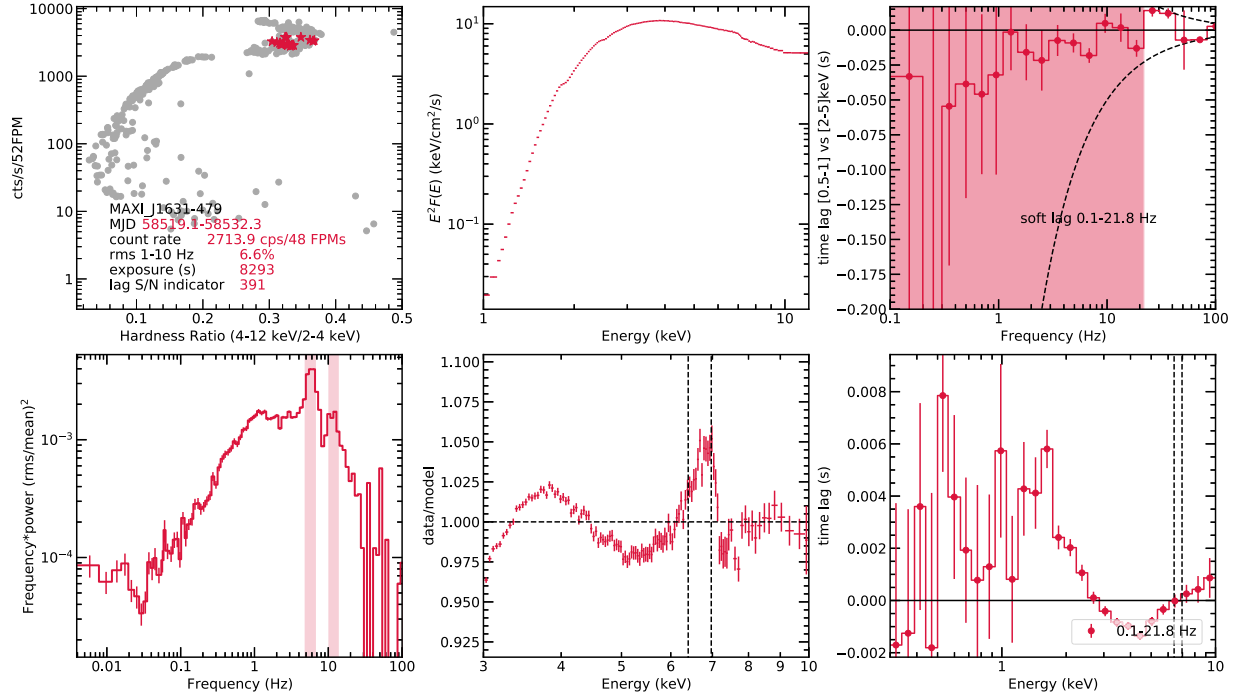 10000
1000
100
10
1
cts/s/52FPM
MAXI_J1631-479
MJD 58519.1-58532.3
count rate 2713.9 cps/48 FPMs
rms 1-10 Hz 6.6%
exposure (s) 8293
lag S/N indicator 391
0.1 0.2 0.3 0.4 0.5
Hardness Ratio (4-12 keV/2-4 keV)
10¹
10⁰
10⁻¹
E²F(E) (keV/cm²/s)
1 2 3 4 5 6 7 8 9 10
Energy (keV)
0.000
−0.025
−0.050
−0.075
−0.100
−0.125
−0.150
−0.175
−0.200
time lag [0.5-1] vs [2-5]keV (s)
soft lag 0.1-21.8 Hz
0.1 1 10 100
Frequency (Hz)
10⁻³
10⁻⁴
Frequency*power (rms/mean)²
0.01 0.1 1 10 100
Frequency (Hz)
1.100
1.075
1.050
1.025
1.000
0.975
0.950
0.925
data/model
3 4 5 6 7 8 9 10
Energy (keV)
0.008
0.006
0.004
0.002
0.000
−0.002
time lag (s)
0.1-21.8 Hz
1 10
Energy (keV)